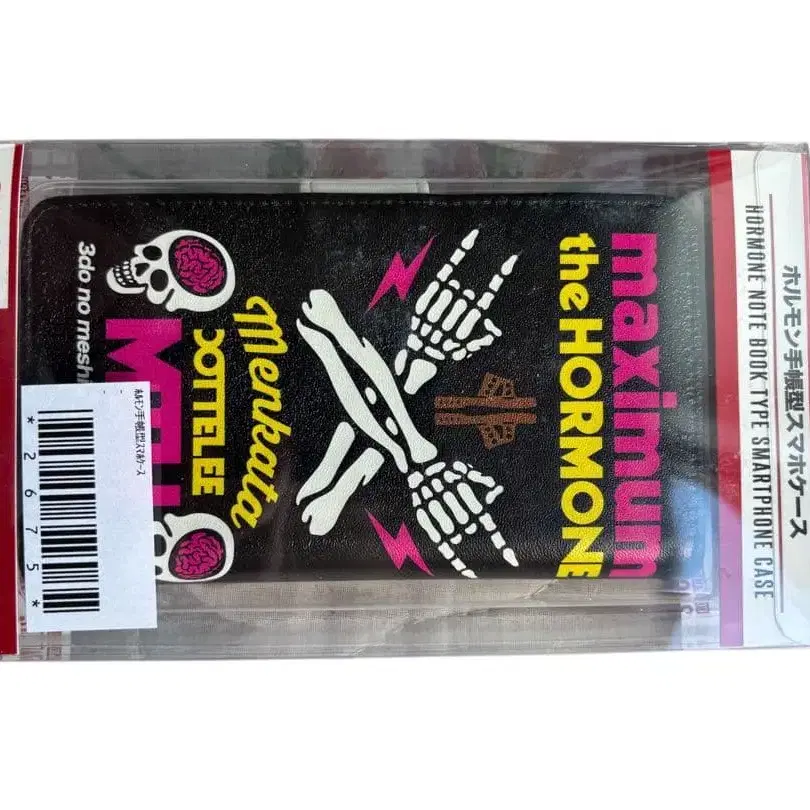 ホルモン手帳型スマホケース
HORMONE NOTE BOOK TYPE SMARTPHONE CASE
maximum
the HORMONE
Menkata
KOTTELEE
3do no meshi
ホルモン手帳型スマホケース
*2675*